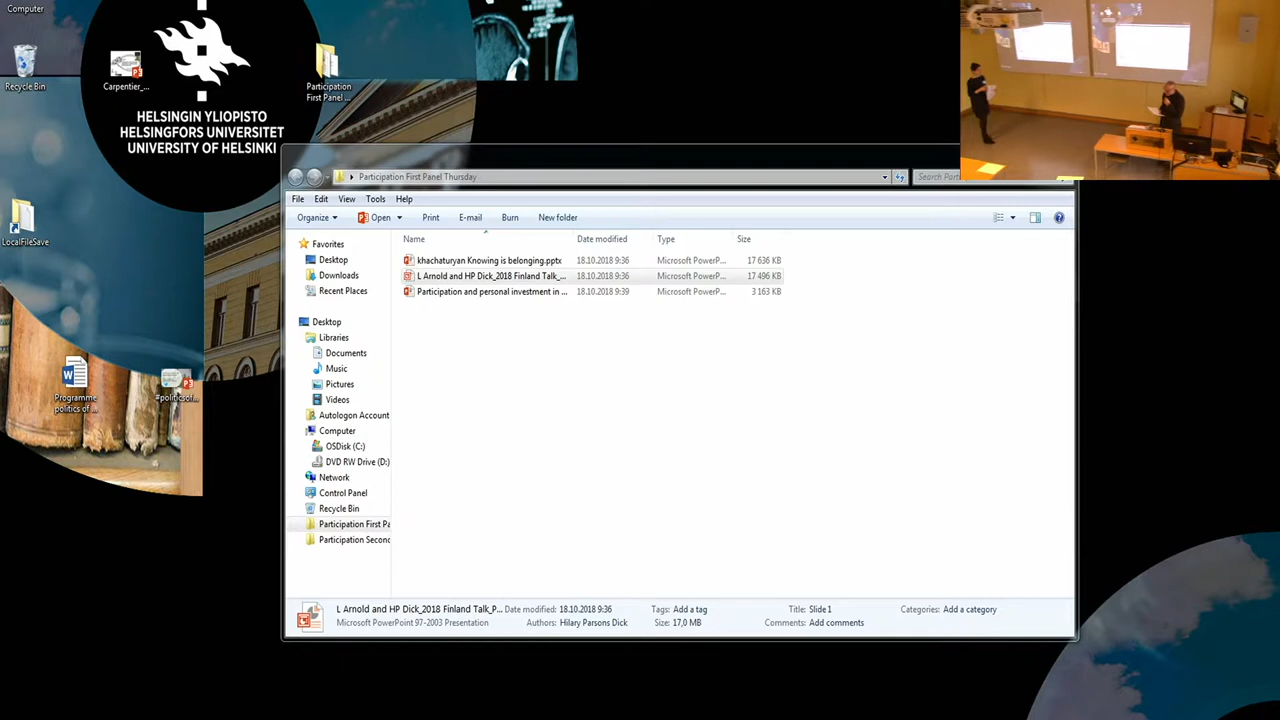 Computer
Recycle Bin
Carpentier_...
Participation
First Panel ...
HELSINGIN YLIOPISTO
HELSINGFORS UNIVERSITET
UNIVERSITY OF HELSINKI
LocalFileSave
Programme
politics of ...
#politicsof...
Participation First Panel Thursday
Search Part
File Edit View Tools Help
Organize Open Print E-mail Burn New folder
Name Date modified Type Size
khachaturyan Knowing is belonging.pptx 18.10.2018 9:36 Microsoft PowerP... 17 636 KB
L Arnold and HP Dick_2018 Finland Talk_... 18.10.2018 9:36 Microsoft PowerP... 17 496 KB
Participation and personal investment in ... 18.10.2018 9:39 Microsoft PowerP... 3 163 KB
Favorites
Desktop
Downloads
Recent Places
Desktop
Libraries
Documents
Music
Pictures
Videos
Autologon Account
Computer
OSDisk (C:)
DVD RW Drive (D:)
Network
Control Panel
Recycle Bin
Participation First Pa
Participation Second
L Arnold and HP Dick_2018 Finland Talk_P... Date modified: 18.10.2018 9:36 Tags: Add a tag Title: Slide 1 Categories: Add a category
Microsoft PowerPoint 97-2003 Presentation Authors: Hilary Parsons Dick Size: 17,0 MB Comments: Add comments